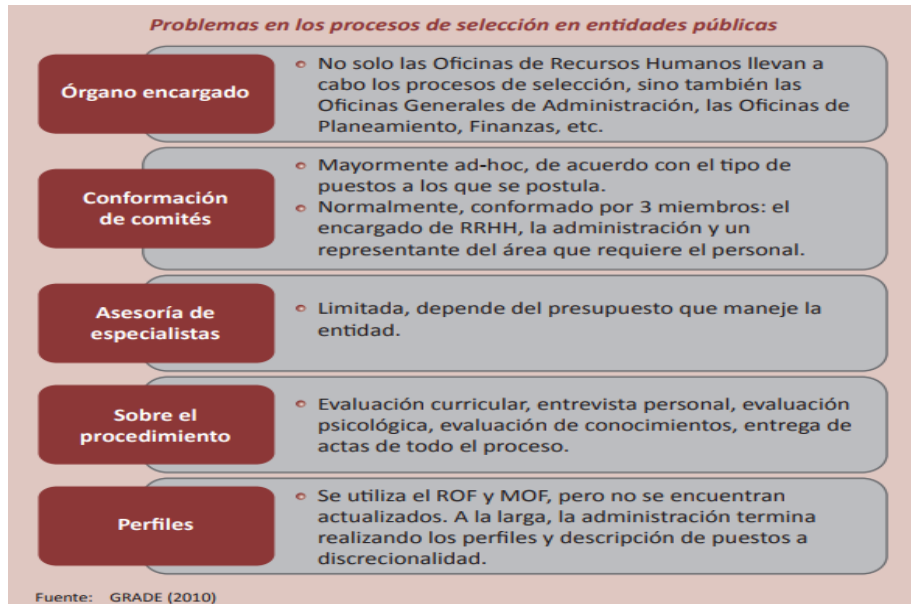 Problemas en los procesos de selección en entidades públicas
Órgano encargado
• No solo las Oficinas de Recursos Humanos llevan a
cabo los procesos de selección, sino también las
Oficinas Generales de Administración, las Oficinas de
Planeamiento, Finanzas, etc.
Conformación
de comités
• Mayormente ad-hoc, de acuerdo con el tipo de
puestos a los que se postula.
• Normalmente, conformado por 3 miembros: el
encargado de RRHH, la administración y un
representante del área que requiere el personal.
Asesoría de
especialistas
• Limitada, depende del presupuesto que maneje la
entidad.
Sobre el
procedimiento
• Evaluación curricular, entrevista personal, evaluación
psicológica, evaluación de conocimientos, entrega de
actas de todo el proceso.
Perfiles
• Se utiliza el ROF y MOF, pero no se encuentran
actualizados. A la larga, la administración termina
realizando los perfiles y descripción de puestos a
discrecionalidad.
Fuente: GRADE (2010)